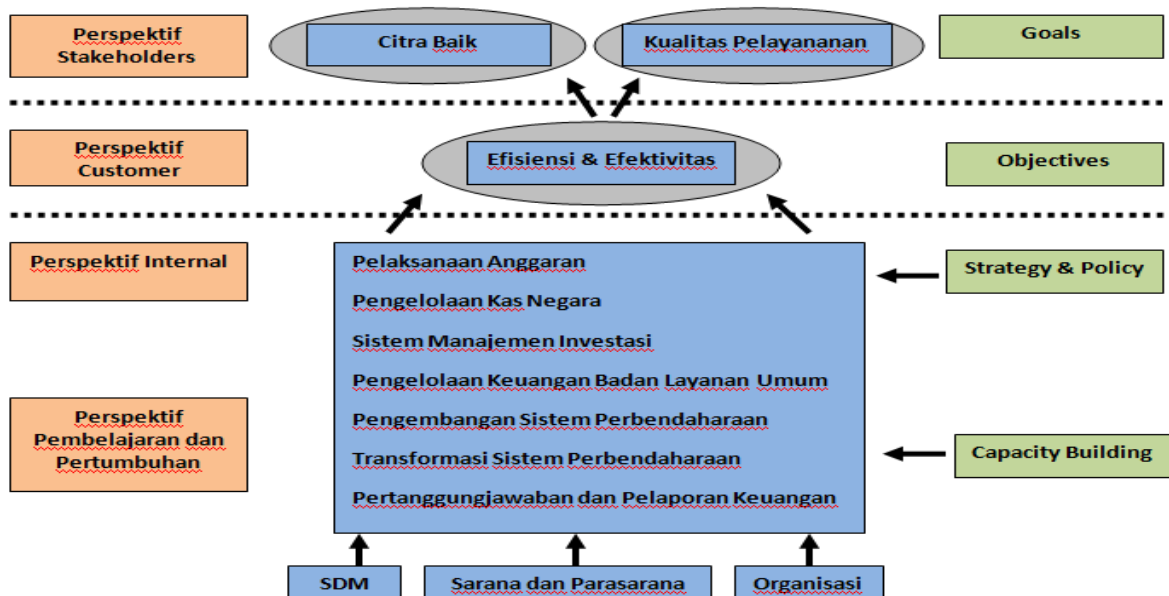 Perspektif
Stakeholders
Citra Baik
Kualitas Pelayananan
Goals
Perspektif
Customer
Efisiensi & Efektivitas
Objectives
Perspektif Internal
Pelaksanaan Anggaran
Pengelolaan Kas Negara
Sistem Manajemen Investasi
Pengelolaan Keuangan Badan Layanan Umum
Pengembangan Sistem Perbendaharaan
Transformasi Sistem Perbendaharaan
Pertanggungjawaban dan Pelaporan Keuangan
Strategy & Policy
Perspektif
Pembelajaran dan
Pertumbuhan
Capacity Building
SDM
Sarana dan Parasarana
Organisasi